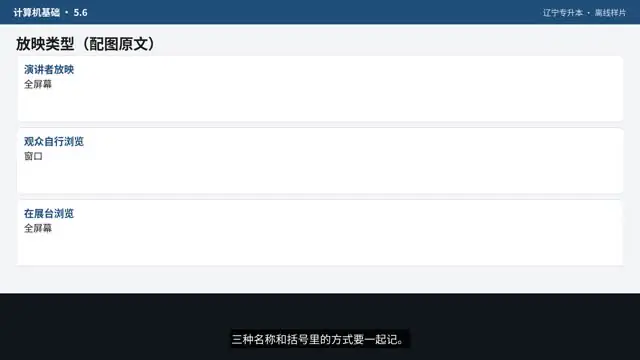 计算机基础 · 5.6
辽宁专升本 · 离线样片
放映类型（配图原文）
演讲者放映
全屏幕
观众自行浏览
窗口
在展台浏览
全屏幕
三种名称和括号里的方式要一起记。